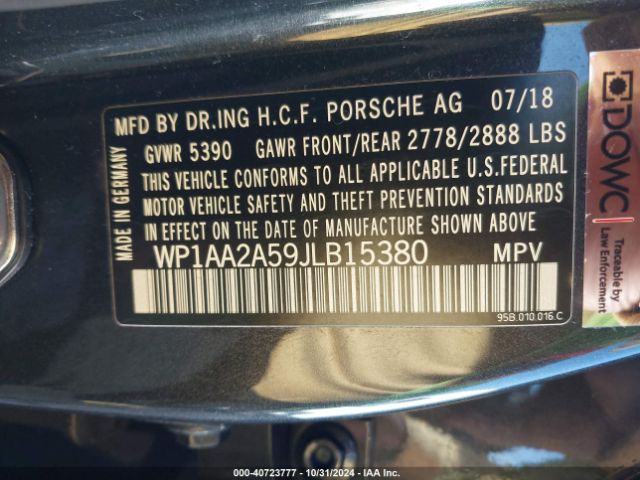 MFD BY DR.ING H.C.F. PORSCHE AG 07/18
GVWR 5390 GAWR FRONT/REAR 2778/2888 LBS
THIS VEHICLE CONFORMS TO ALL APPLICABLE U.S.FEDERAL
MOTOR VEHICLE SAFETY AND THEFT PREVENTION STANDARDS
IN EFFECT ON THE DATE OF MANUFACTURE SHOWN ABOVE
WP1AA2A59JLB15380 MPV
95B.010.016.C
MADE IN GERMANY
DOWC
Traceable by
Law Enforcement
000-40723777 - 10/31/2024 - IAA Inc.